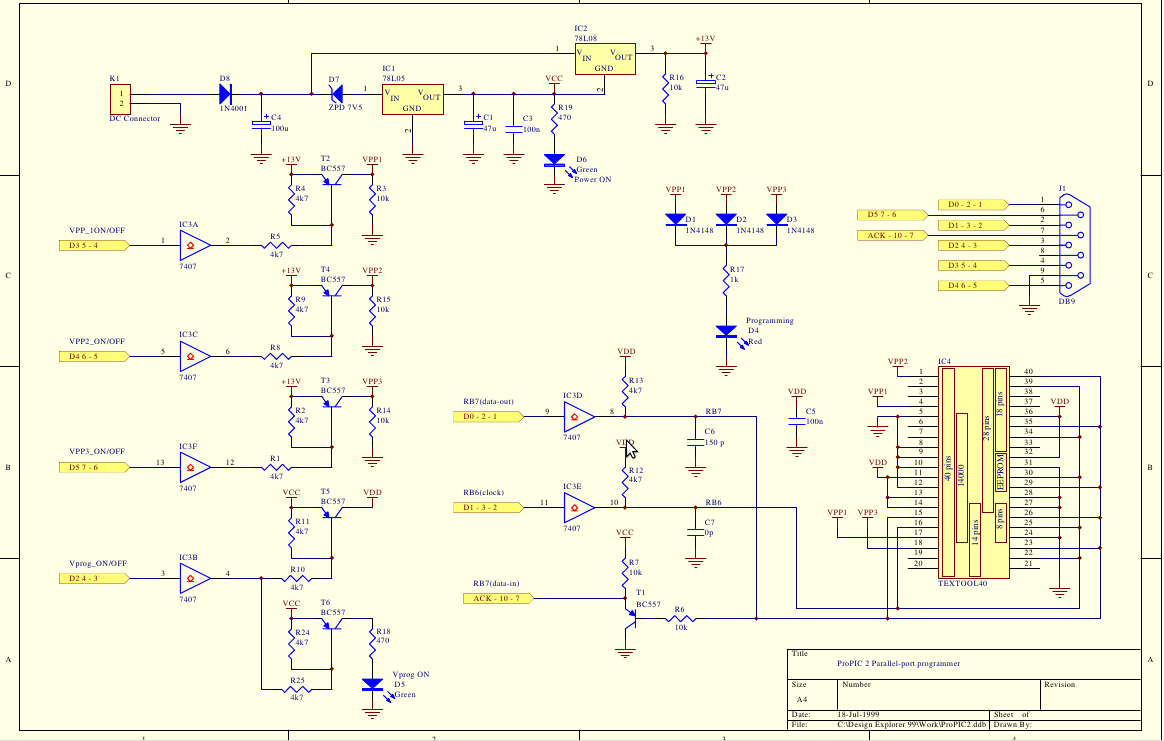 IC2
78L08
1
V IN
V OUT
3
GND
2
+13V
R16
10k
C2
47u
K1
1
2
DC Connector
D8
1N4001
C4
100u
D7
ZPD 7V5
IC1
78L05
1
V IN
V OUT
3
GND
2
C1
47u
C3
100n
VCC
R19
470
D6
Green
Power ON
+13V
T2
BC557
VPP1
R4
4k7
R3
10k
VPP_1ON/OFF
D3 5 - 4
1
IC3A
2
7407
R5
4k7
+13V
T4
BC557
VPP2
R9
4k7
R15
10k
VPP2_ON/OFF
D4 6 - 5
5
IC3C
6
7407
R8
4k7
+13V
T3
BC557
VPP3
R2
4k7
R14
10k
VPP3_ON/OFF
D5 7 - 6
13
IC3F
12
7407
R1
4k7
VCC
T5
BC557
VDD
R11
4k7
Vprog_ON/OFF
D2 4 - 3
3
IC3B
4
7407
R10
4k7
VCC
T6
BC557
R24
4k7
R18
470
R25
4k7
Vprog ON
D5
Green
VPP1
VPP2
VPP3
D1
1N4148
D2
1N4148
D3
1N4148
R17
1k
Programming
D4
Red
J1
D0 - 2 - 1
1
D5 7 - 6
6
D1 - 3 - 2
2
ACK - 10 - 7
7
D2 4 - 3
3
8
D3 5 - 4
4
9
D4 6 - 5
5
DB9
VDD
R13
4k7
RB7(data-out)
D0 - 2 - 1
9
IC3D
8
7407
RB7
C6
150 p
VDD
C5
100n
VDD
R12
4k7
RB6(clock)
D1 - 3 - 2
11
IC3E
10
7407
RB6
C7
0p
VCC
R7
10k
RB7(data-in)
ACK - 10 - 7
T1
BC557
R6
10k
VPP2
IC4
VPP1
VDD
VDD
VPP1
VPP3
1
2
3
4
5
6
7
8
9
10
11
12
13
14
15
16
17
18
19
20
40
39
38
37
36
35
34
33
32
31
30
29
28
27
26
25
24
23
22
21
40 pins
14000
14 pins
28 pins
18 pins
EEPROM
8 pins
TEXTOOL40
Title
ProPIC 2 Parallel-port programmer
Size
Number
Revision
A4
Date:
18-Jul-1999
Sheet of
File:
C:\Design Explorer 99\Work\ProPIC2.ddb
Drawn By:
D
C
B
A
D
C
B
A
1
2
3
4